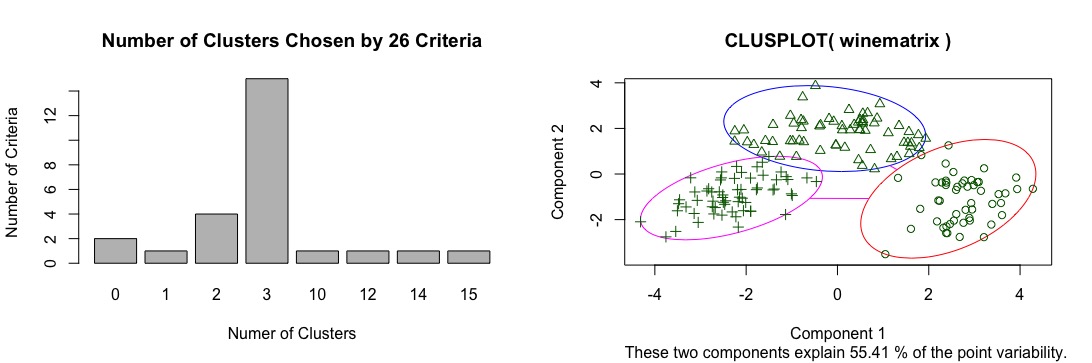 Number of Clusters Chosen by 26 Criteria
Number of Criteria
12
8
6
4
2
0
0 1 2 3 10 12 14 15
Numer of Clusters
CLUSPLOT( winematrix )
Component 2
4
2
0
-2
-4 -2 0 2 4
Component 1
These two components explain 55.41 % of the point variability.